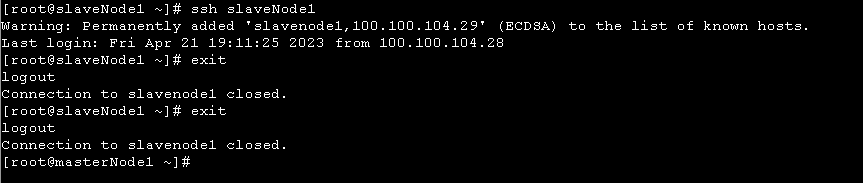 [root@slaveNode1 ~]# ssh slaveNode1
Warning: Permanently added 'slavenode1,100.100.104.29' (ECDSA) to the list of known hosts.
Last login: Fri Apr 21 19:11:25 2023 from 100.100.104.28
[root@slaveNode1 ~]# exit
logout
Connection to slavenode1 closed.
[root@slaveNode1 ~]# exit
logout
Connection to slavenode1 closed.
[root@masterNode1 ~]#